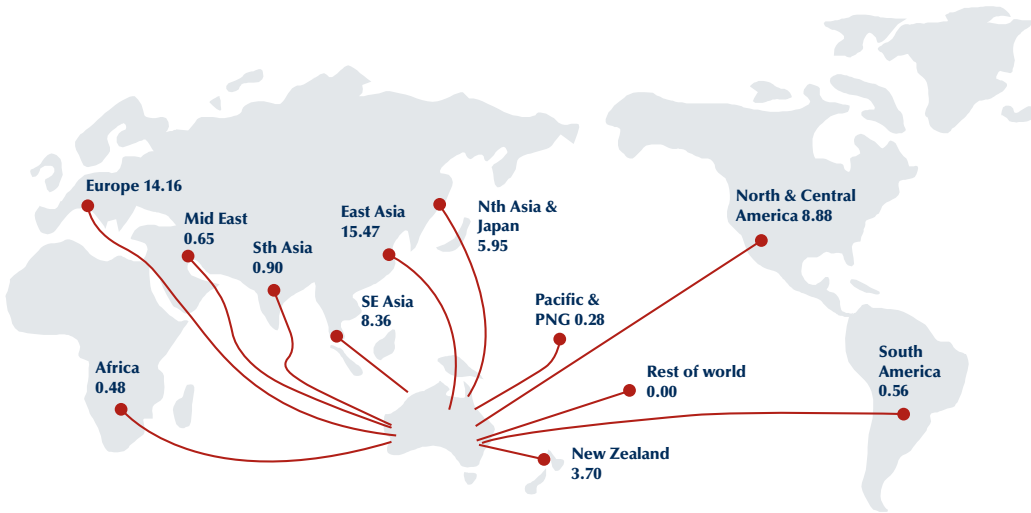 Europe 14.16
Mid East
0.65
Sth Asia
0.90
East Asia
15.47
Nth Asia &
Japan
5.95
North & Central
America 8.88
SE Asia
8.36
Pacific &
PNG 0.28
Africa
0.48
Rest of world
0.00
South
America
0.56
New Zealand
3.70